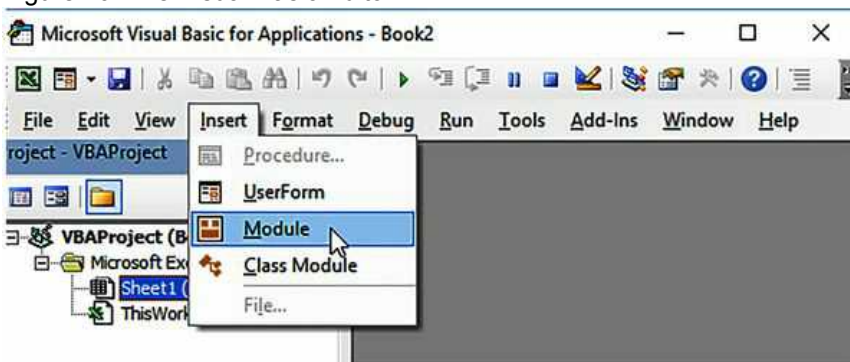 Microsoft Visual Basic for Applications - Book2
File Edit View Insert Format Debug Run Tools Add-Ins Window Help
roject - VBAProject
Procedure...
UserForm
VBAProject (B
Module
Microsoft Ex
Class Module
Sheet1 (
File...
ThisWork